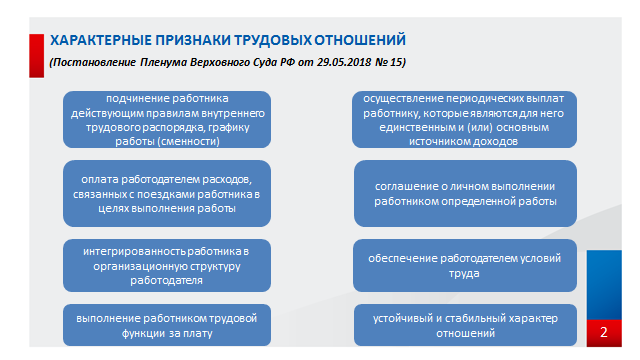 ХАРАКТЕРНЫЕ ПРИЗНАКИ ТРУДОВЫХ ОТНОШЕНИЙ
(Постановление Пленума Верховного Суда РФ от 29.05.2018 № 15)
подчинение работника
действующим правилам внутреннего
трудового распорядка, графику
работы (сменности)
осуществление периодических выплат
работнику, которые являются для него
единственным и (или) основным
источником доходов
оплата работодателем расходов,
связанных с поездками работника в
целях выполнения работы
соглашение о личном выполнении
работником определенной работы
интегрированность работника в
организационную структуру
работодателя
обеспечение работодателем условий
труда
выполнение работником трудовой
функции за плату
устойчивый и стабильный характер
отношений
2